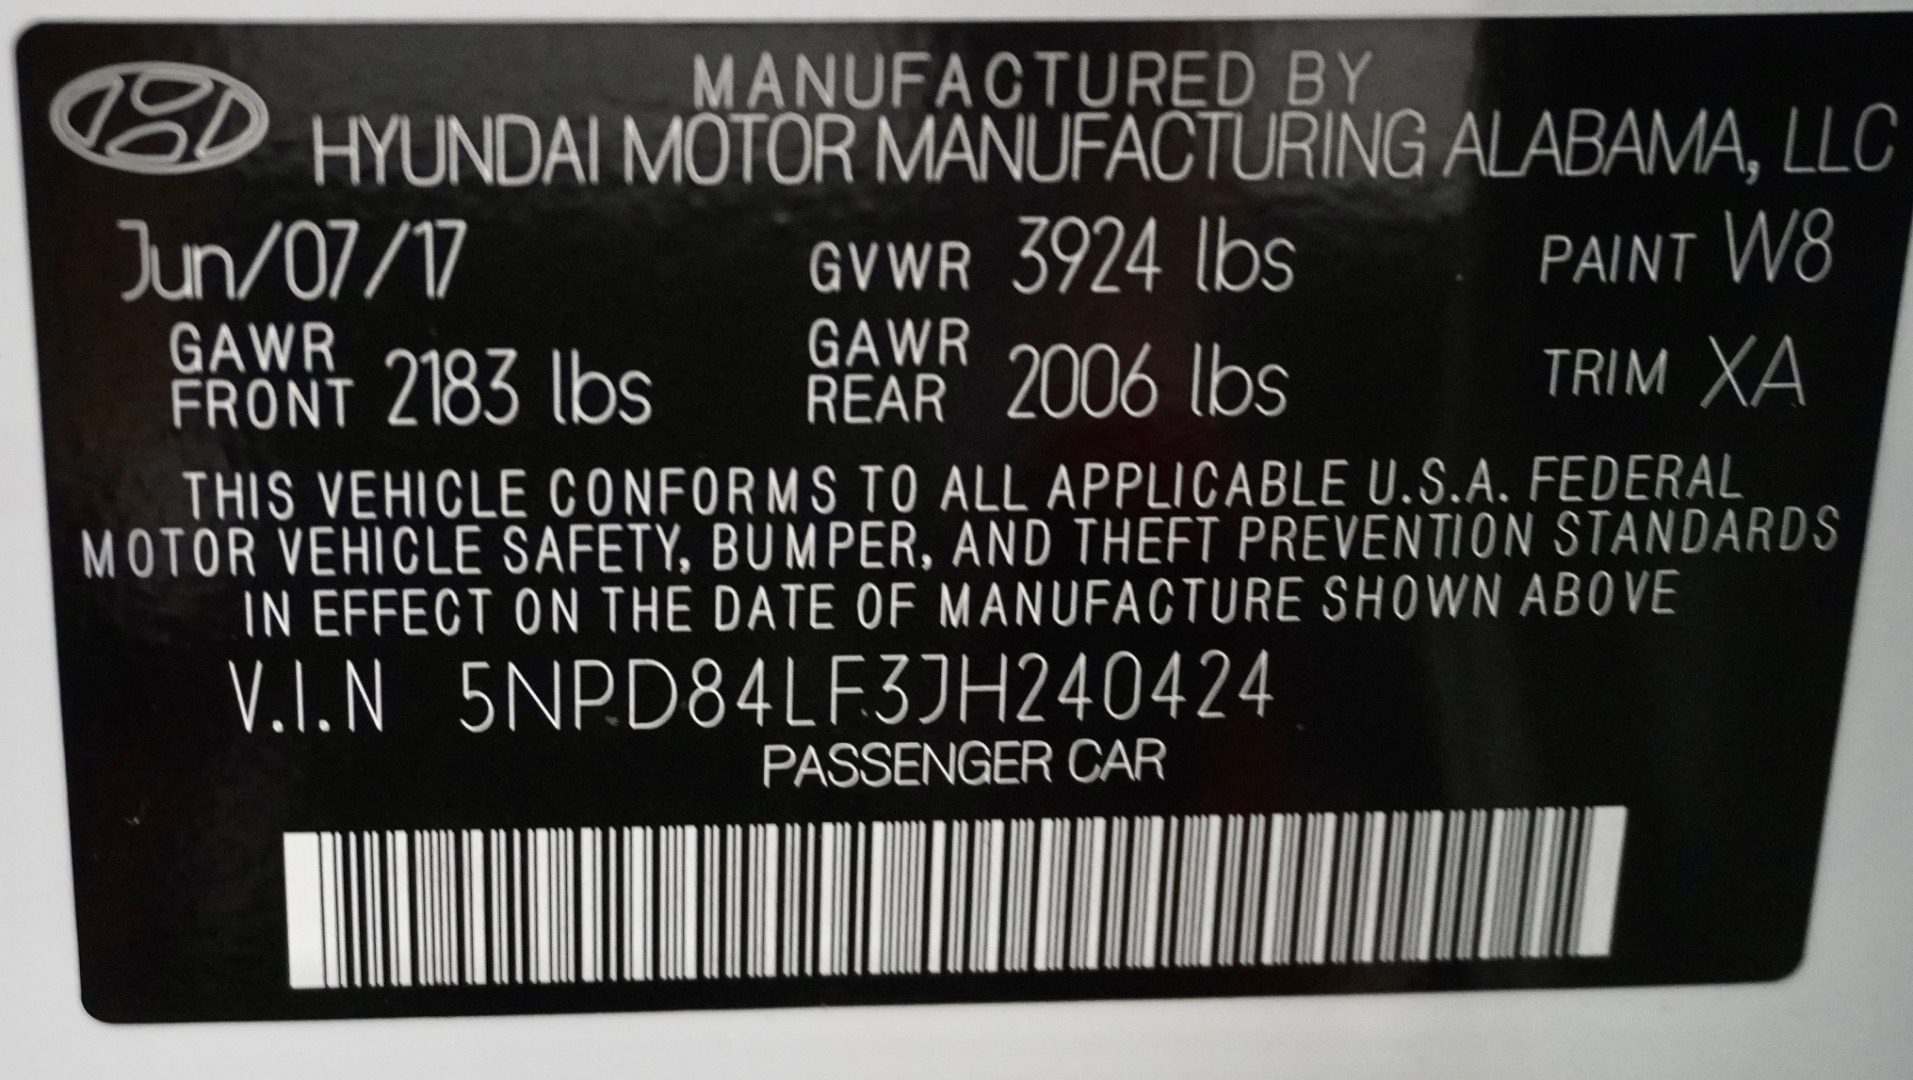 MANUFACTURED BY
HYUNDAI MOTOR MANUFACTURING ALABAMA, LLC
Jun/07/17 GVWR 3924 lbs PAINT W8
GAWR FRONT 2183 lbs GAWR REAR 2006 lbs TRIM XA
THIS VEHICLE CONFORMS TO ALL APPLICABLE U.S.A. FEDERAL
MOTOR VEHICLE SAFETY, BUMPER, AND THEFT PREVENTION STANDARDS
IN EFFECT ON THE DATE OF MANUFACTURE SHOWN ABOVE
V.I.N 5NPD84LF3JH240424
PASSENGER CAR